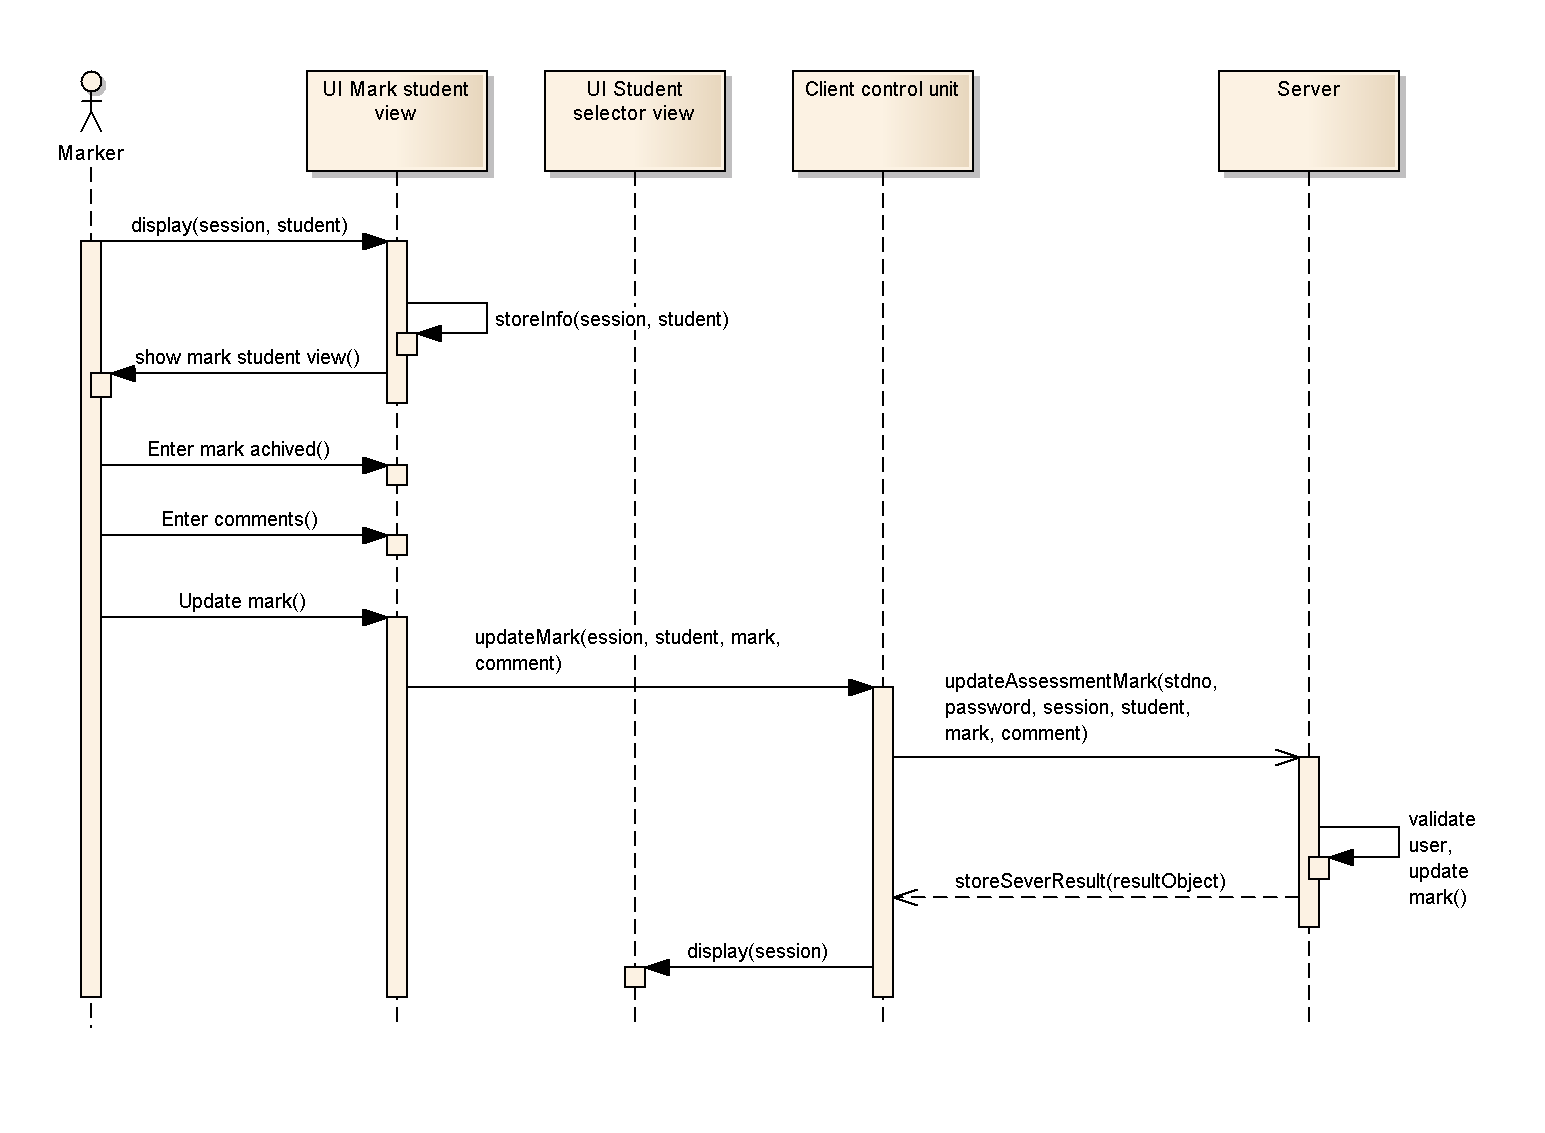 Marker
UI Mark student
view
UI Student
selector view
Client control unit
Server
display(session, student)
storeInfo(session, student)
show mark student view()
Enter mark achived()
Enter comments()
Update mark()
updateMark(ession, student, mark,
comment)
updateAssessmentMark(stdno,
password, session, student,
mark, comment)
validate
user,
update
mark()
storeSeverResult(resultObject)
display(session)